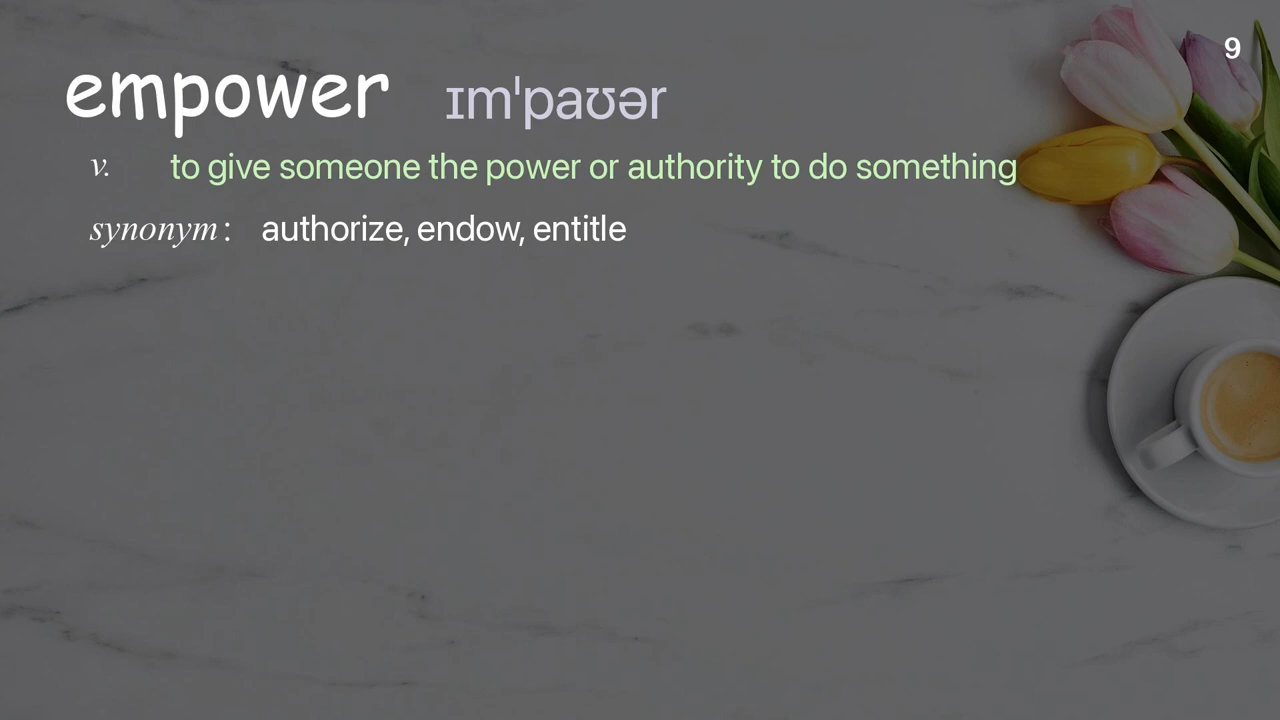 9
empower ɪmˈpaʊər
v. to give someone the power or authority to do something
synonym : authorize, endow, entitle